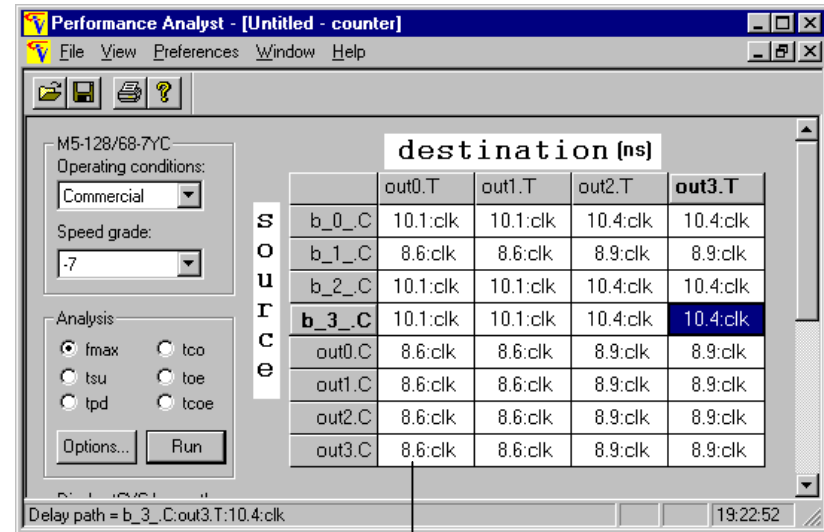 Performance Analyst - [Untitled - counter]
File View Preferences Window Help
M5-128/68-7YC
Operating conditions:
Commercial
Speed grade:
-7
Analysis
fmax tco
tsu toe
tpd tcoe
Options... Run
destination (ns)
source
out0.T out1.T out2.T out3.T
b_0_.C 10.1:clk 10.1:clk 10.4:clk 10.4:clk
b_1_.C 8.6:clk 8.6:clk 8.9:clk 8.9:clk
b_2_.C 10.1:clk 10.1:clk 10.4:clk 10.4:clk
b_3_.C 10.1:clk 10.1:clk 10.4:clk 10.4:clk
out0.C 8.6:clk 8.6:clk 8.9:clk 8.9:clk
out1.C 8.6:clk 8.6:clk 8.9:clk 8.9:clk
out2.C 8.6:clk 8.6:clk 8.9:clk 8.9:clk
out3.C 8.6:clk 8.6:clk 8.9:clk 8.9:clk
Delay path = b_3_.C:out3.T:10.4:clk
19:22:52